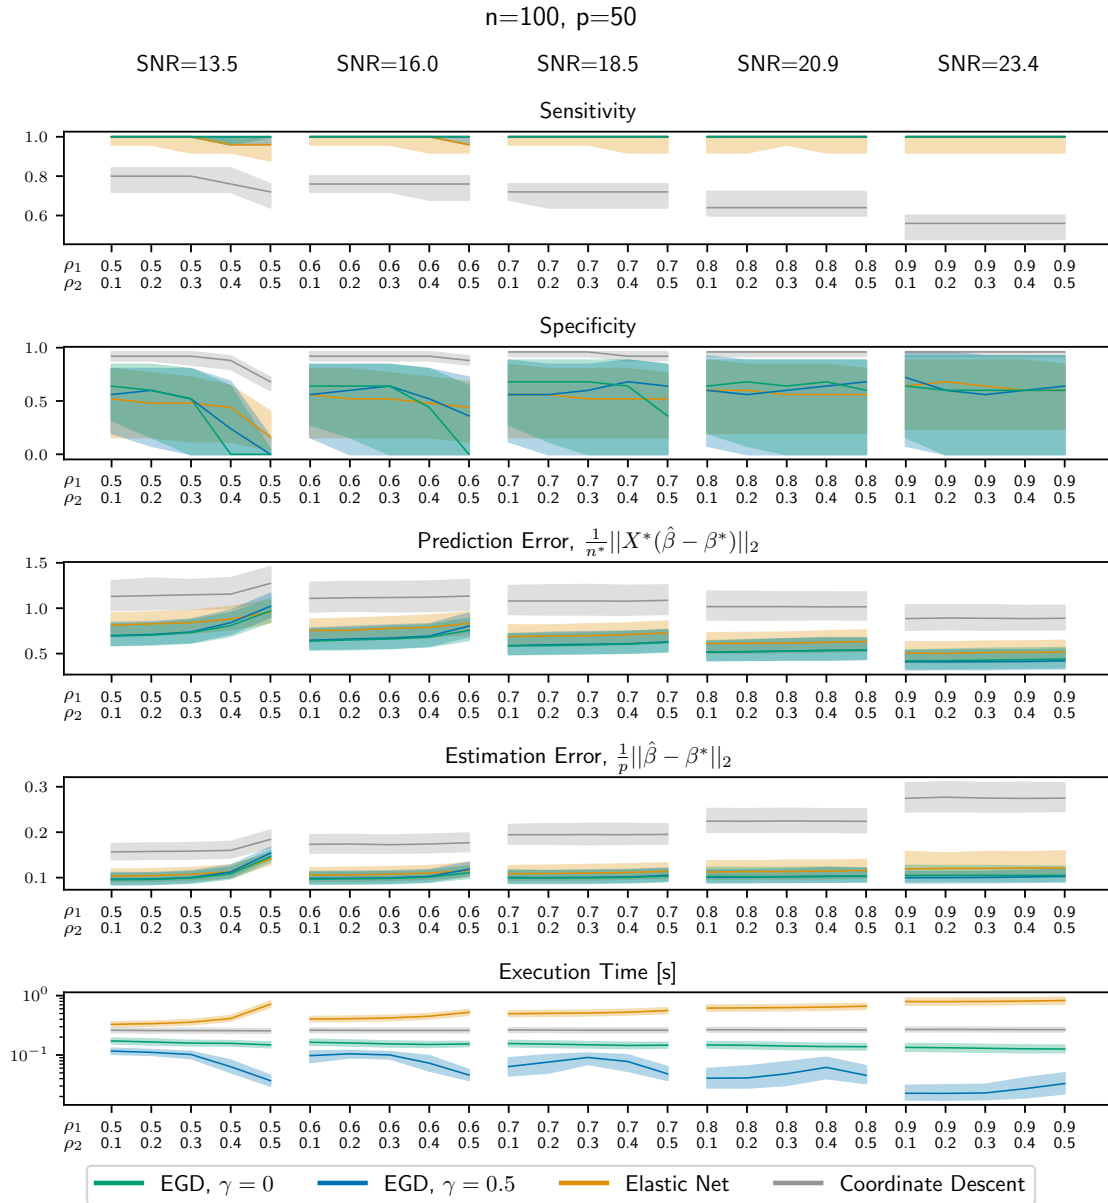 n=100, p=50
SNR=13.5 SNR=16.0 SNR=18.5 SNR=20.9 SNR=23.4
Sensitivity
1.0
0.8
0.6
ρ₁ 0.5 0.5 0.5 0.5 0.5 0.6 0.6 0.6 0.6 0.6 0.7 0.7 0.7 0.7 0.7 0.8 0.8 0.8 0.8 0.8 0.9 0.9 0.9 0.9 0.9
ρ₂ 0.1 0.2 0.3 0.4 0.5 0.1 0.2 0.3 0.4 0.5 0.1 0.2 0.3 0.4 0.5 0.1 0.2 0.3 0.4 0.5 0.1 0.2 0.3 0.4 0.5
Specificity
1.0
0.5
0.0
ρ₁ 0.5 0.5 0.5 0.5 0.5 0.6 0.6 0.6 0.6 0.6 0.7 0.7 0.7 0.7 0.7 0.8 0.8 0.8 0.8 0.8 0.9 0.9 0.9 0.9 0.9
ρ₂ 0.1 0.2 0.3 0.4 0.5 0.1 0.2 0.3 0.4 0.5 0.1 0.2 0.3 0.4 0.5 0.1 0.2 0.3 0.4 0.5 0.1 0.2 0.3 0.4 0.5
Prediction Error, 1/n* ||X*(β̂ − β*)||₂
1.5
1.0
0.5
ρ₁ 0.5 0.5 0.5 0.5 0.5 0.6 0.6 0.6 0.6 0.6 0.7 0.7 0.7 0.7 0.7 0.8 0.8 0.8 0.8 0.8 0.9 0.9 0.9 0.9 0.9
ρ₂ 0.1 0.2 0.3 0.4 0.5 0.1 0.2 0.3 0.4 0.5 0.1 0.2 0.3 0.4 0.5 0.1 0.2 0.3 0.4 0.5 0.1 0.2 0.3 0.4 0.5
Estimation Error, 1/p ||β̂ − β*||₂
0.3
0.2
0.1
ρ₁ 0.5 0.5 0.5 0.5 0.5 0.6 0.6 0.6 0.6 0.6 0.7 0.7 0.7 0.7 0.7 0.8 0.8 0.8 0.8 0.8 0.9 0.9 0.9 0.9 0.9
ρ₂ 0.1 0.2 0.3 0.4 0.5 0.1 0.2 0.3 0.4 0.5 0.1 0.2 0.3 0.4 0.5 0.1 0.2 0.3 0.4 0.5 0.1 0.2 0.3 0.4 0.5
Execution Time [s]
10⁰
10⁻¹
ρ₁ 0.5 0.5 0.5 0.5 0.5 0.6 0.6 0.6 0.6 0.6 0.7 0.7 0.7 0.7 0.7 0.8 0.8 0.8 0.8 0.8 0.9 0.9 0.9 0.9 0.9
ρ₂ 0.1 0.2 0.3 0.4 0.5 0.1 0.2 0.3 0.4 0.5 0.1 0.2 0.3 0.4 0.5 0.1 0.2 0.3 0.4 0.5 0.1 0.2 0.3 0.4 0.5
EGD, γ = 0 EGD, γ = 0.5 Elastic Net Coordinate Descent